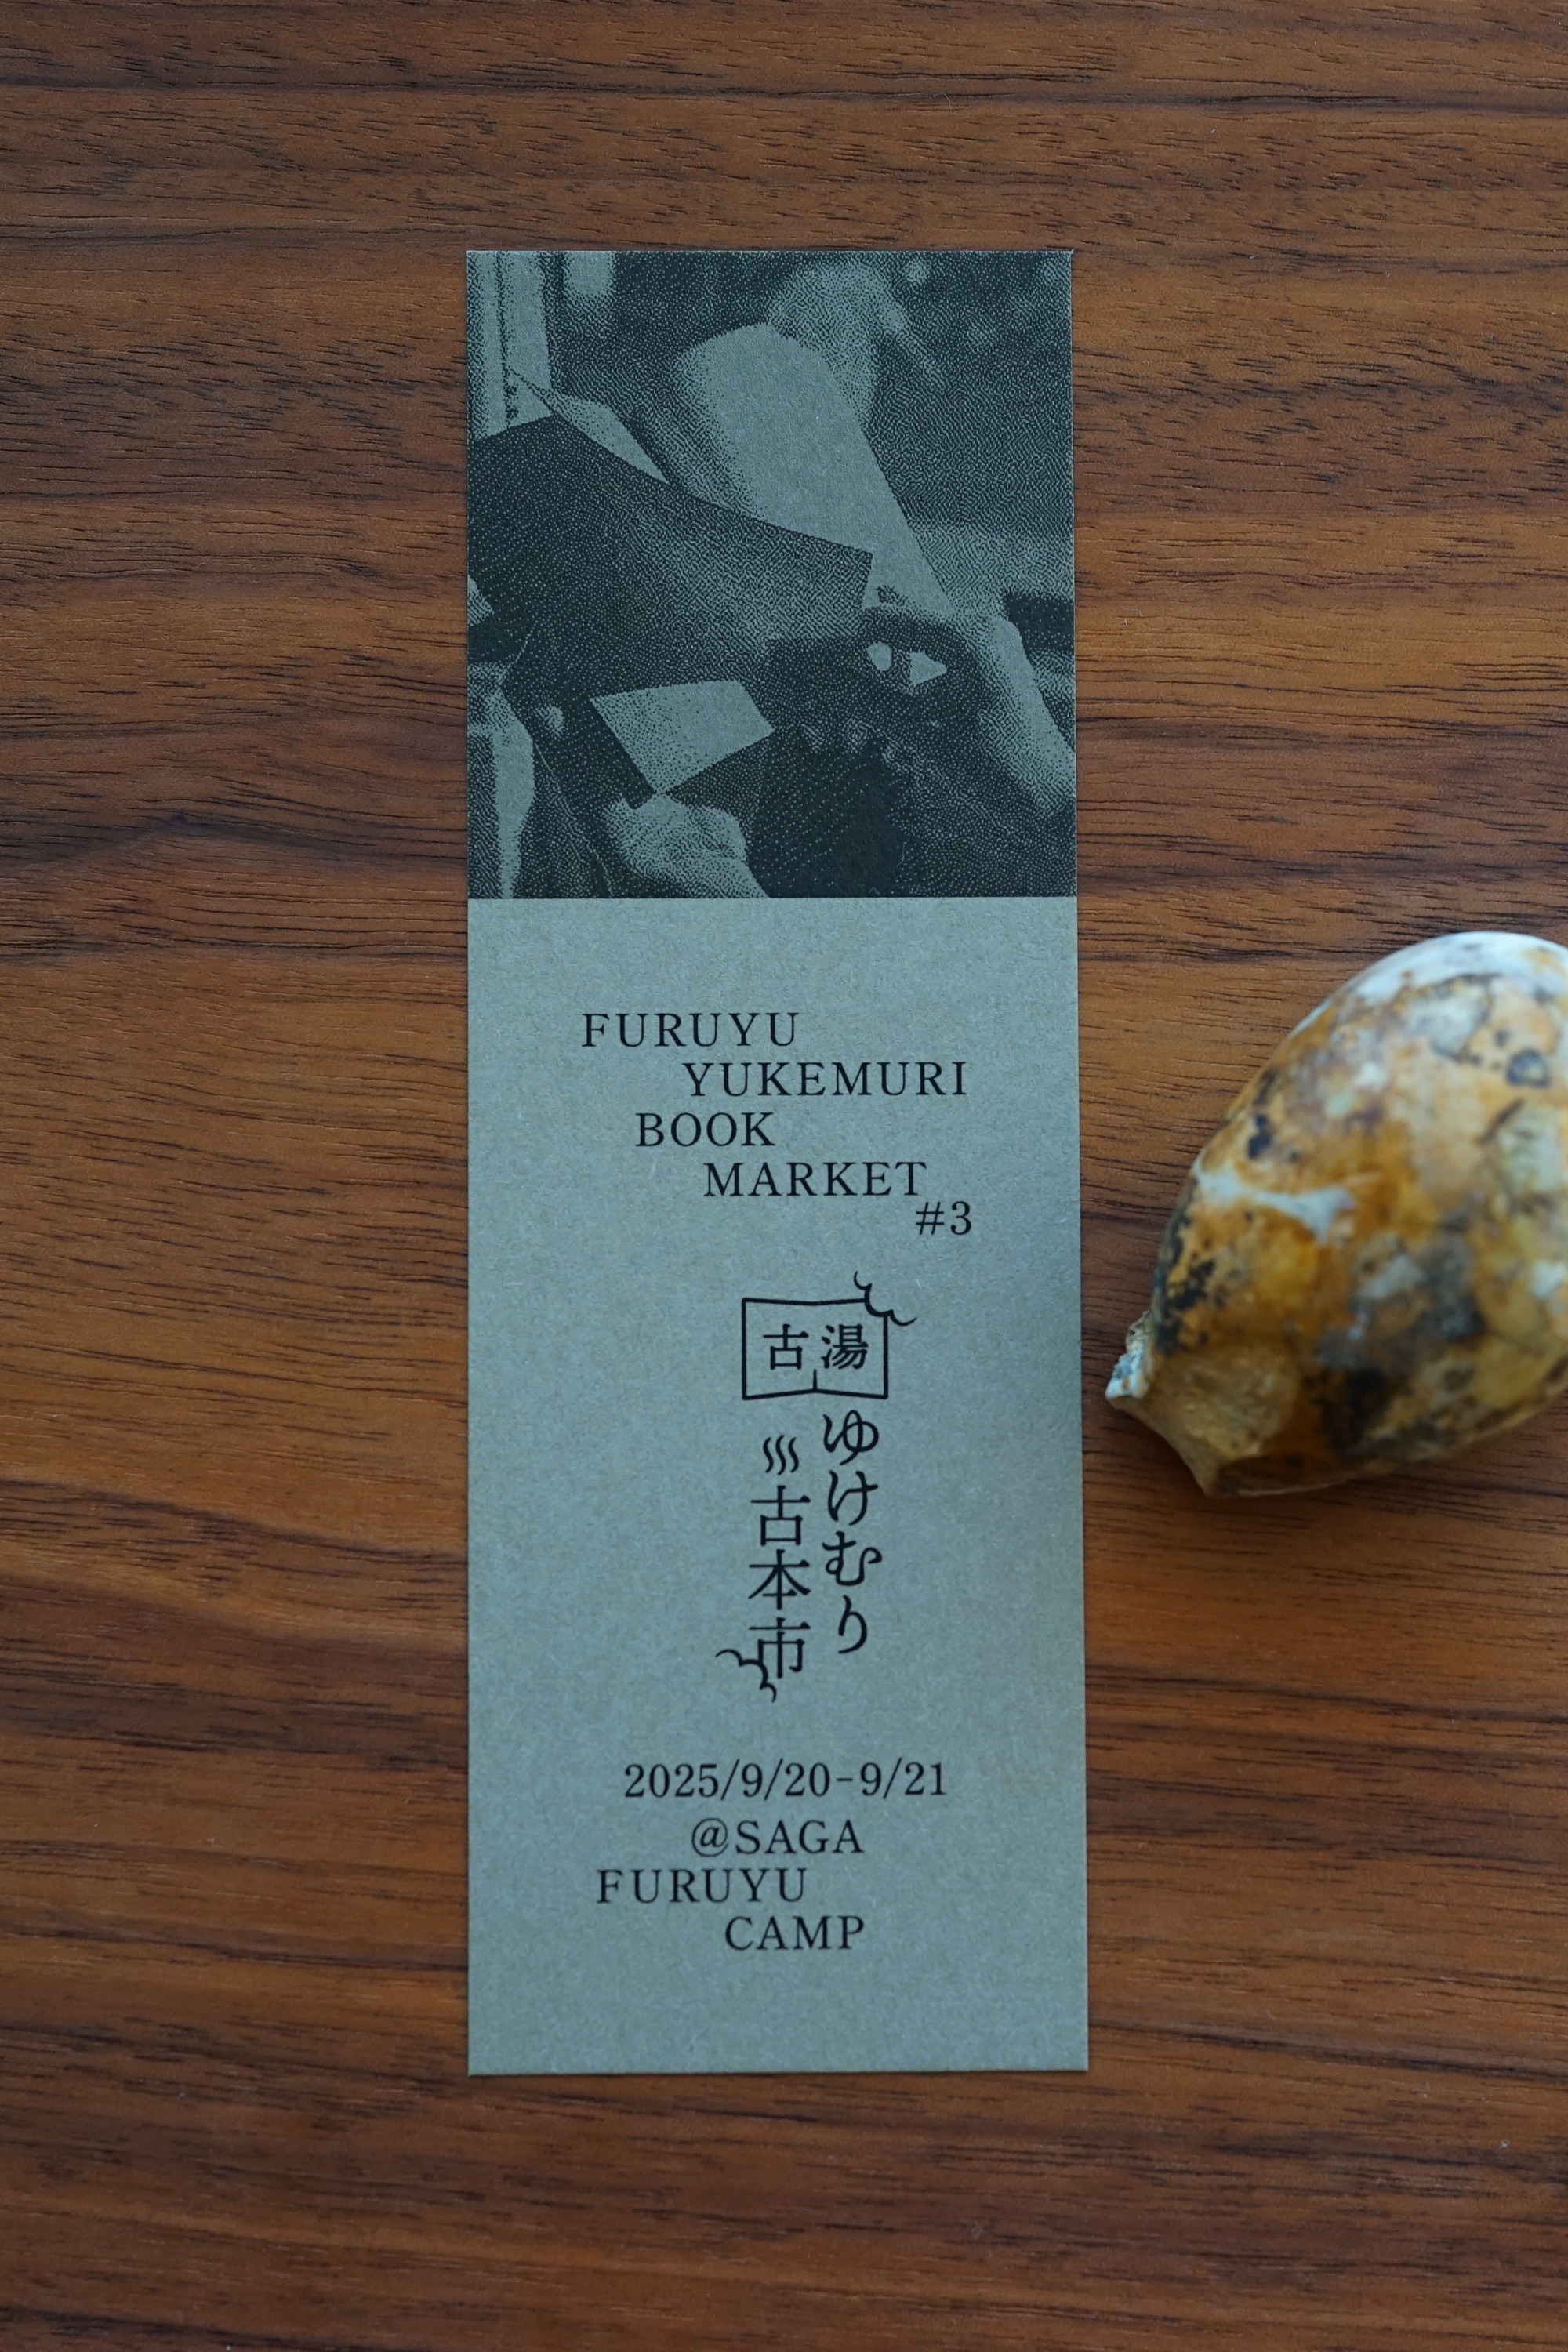 FURUYU
YUKEMURI
BOOK
MARKET
#3
古湯
ゆけむり
古本市
2025/9/20-9/21
@SAGA
FURUYU
CAMP